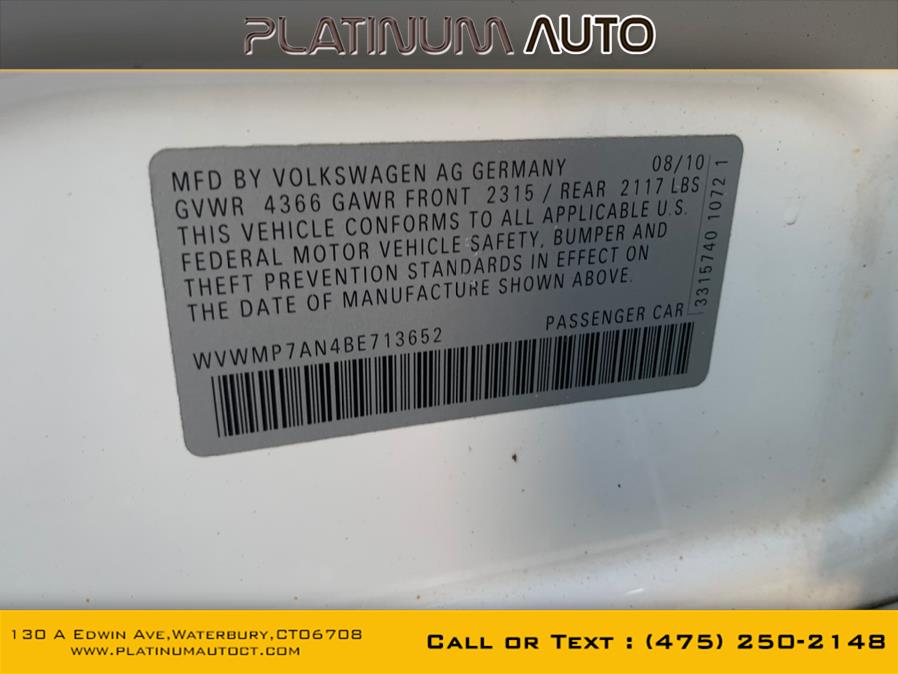 PLATINUM AUTO
MFD BY VOLKSWAGEN AG GERMANY 08/10
GVWR 4366 GAWR FRONT 2315 / REAR 2117 LBS
THIS VEHICLE CONFORMS TO ALL APPLICABLE U.S.
FEDERAL MOTOR VEHICLE SAFETY, BUMPER AND
THEFT PREVENTION STANDARDS IN EFFECT ON
THE DATE OF MANUFACTURE SHOWN ABOVE.
3315740 1072 1
WVWMP7AN4BE713652 PASSENGER CAR
130 A EDWIN AVE,WATERBURY,CT06708
WWW.PLATINUMAUTOCT.COM
CALL OR TEXT : (475) 250-2148